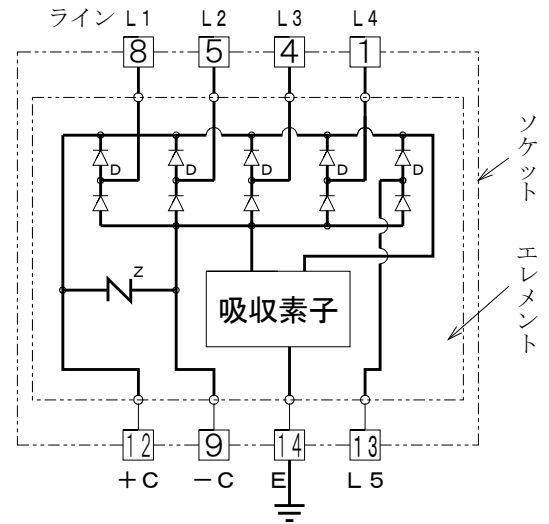 ライン L1 L2 L3 L4
8 5 4 1
D D D D D
Z
吸収素子
ソケット
エレメント
12 9 14 13
＋C －C E L5